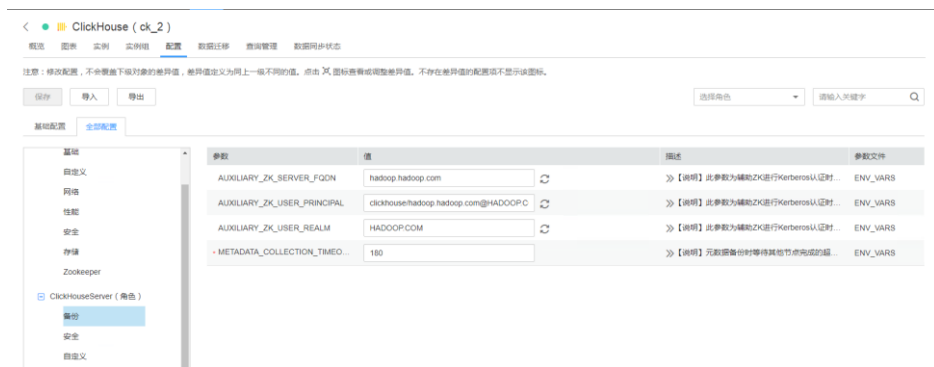 ClickHouse ( ck_2 )
概览 图表 实例 实例组 配置 数据迁移 查询管理 数据同步状态
注意：修改配置，不会覆盖下级对象的差异值，差异值定义为同上一级不同的值。点击 图标查看或调整差异值。不存在差异值的配置项不显示该图标。
保存 导入 导出 选择角色 请输入关键字
基础配置 全部配置
基础 参数 值 描述 参数文件
自定义 AUXILIARY_ZK_SERVER_FQDN hadoop.hadoop.com 【说明】此参数为辅助ZK进行Kerberos认证时... ENV_VARS
网络 AUXILIARY_ZK_USER_PRINCIPAL clickhouse/hadoop.hadoop.com@HADOOP.C 【说明】此参数为辅助ZK进行Kerberos认证时... ENV_VARS
性能
安全 AUXILIARY_ZK_USER_REALM HADOOP.COM 【说明】此参数为辅助ZK进行Kerberos认证时... ENV_VARS
存储 * METADATA_COLLECTION_TIMEO... 180 【说明】元数据备份时等待其他节点完成的超... ENV_VARS
Zookeeper
ClickHouseServer（角色）
备份
安全
自定义